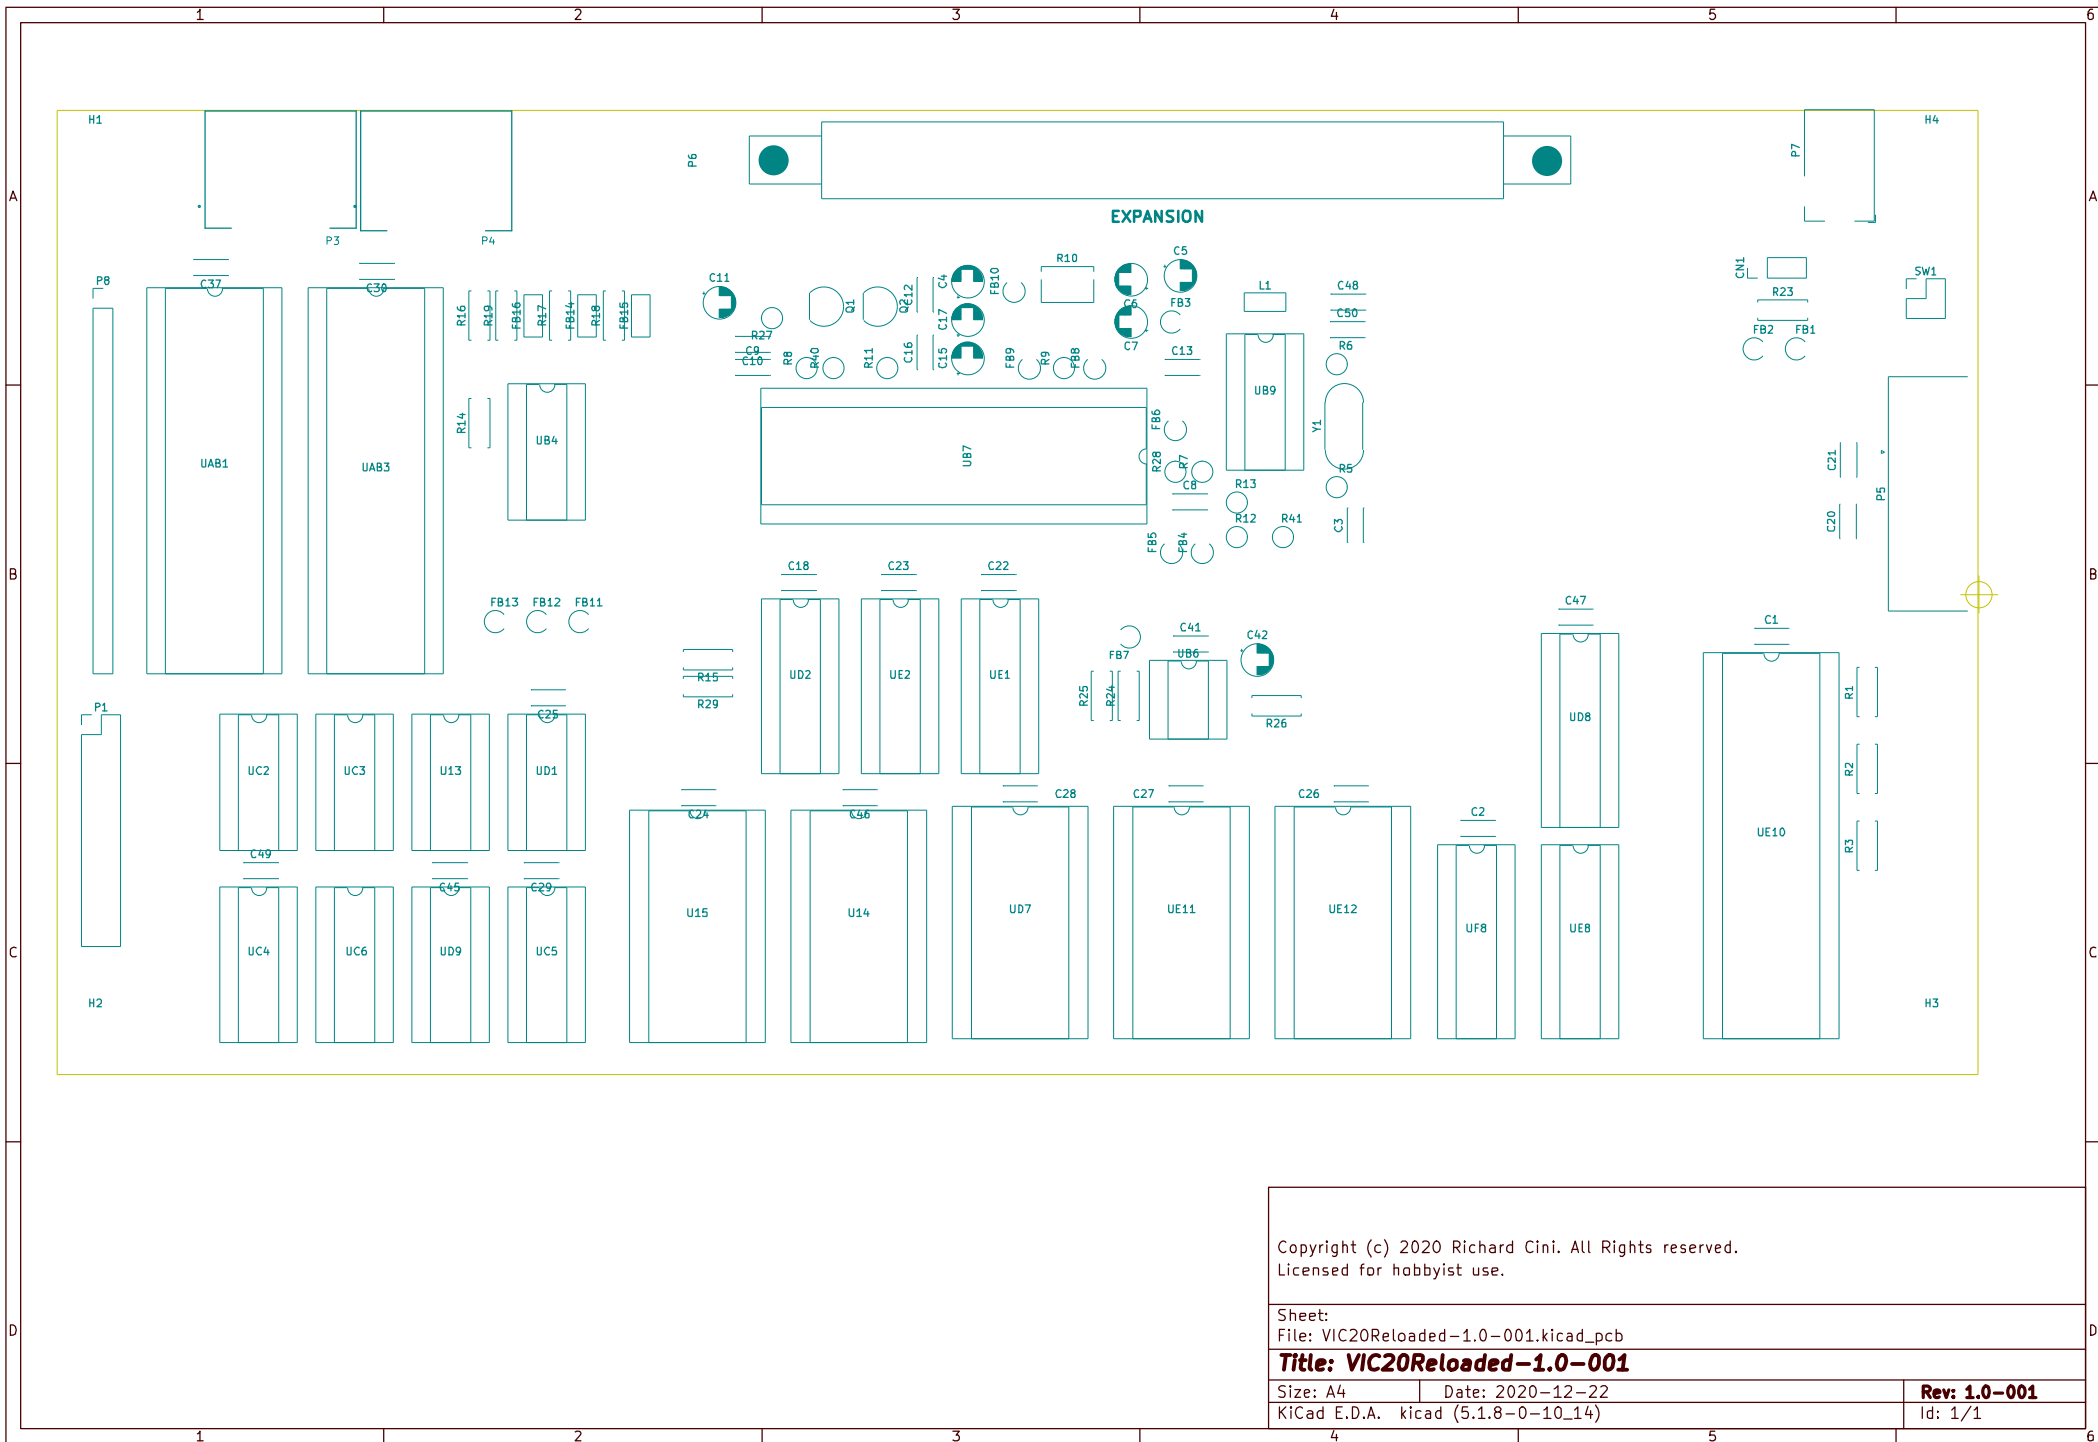 1 2 3 4 5 6
H1
H4
P7
P6
A A
EXPANSION
P3
P4
C5
P8
C37
C30
C11
C4
FB10
R10
CN1
SW1
L1
C48
R23
R16
R19
FB16
R17
FB14
R18
FB15
Q1
Q2
C12
C6
FB3
C17
C50
FB2
FB1
R27
C9
C10
R8
R40
R11
C16
C15
FB9
R9
FB8
C7
C13
R6
UB9
R14
UB4
FB6
Y1
UAB1
UAB3
UB7
R28
R7
R5
C21
P5
C8
R13
R12
R41
C3
C20
FB5
FB4
B B
C18
C23
C22
FB13
FB12
FB11
C47
C1
C41
C42
FB7
UB6
R15
R29
UD2
UE2
UE1
R25
R24
R26
R1
P1
C25
UD8
UC2
UC3
U13
UD1
R2
C28
C27
C26
C24
C46
C2
UE10
R3
C49
C45
C29
U15
U14
UD7
UE11
UE12
UF8
UE8
UC4
UC6
UD9
UC5
C C
H2
H3
Copyright (c) 2020 Richard Cini. All Rights reserved.
Licensed for hobbyist use.
Sheet:
D D
File: VIC20Reloaded-1.0-001.kicad_pcb
Title: VIC20Reloaded-1.0-001
Size: A4 Date: 2020-12-22 Rev: 1.0-001
KiCad E.D.A. kicad (5.1.8-0-10_14) Id: 1/1
1 2 3 4 5 6